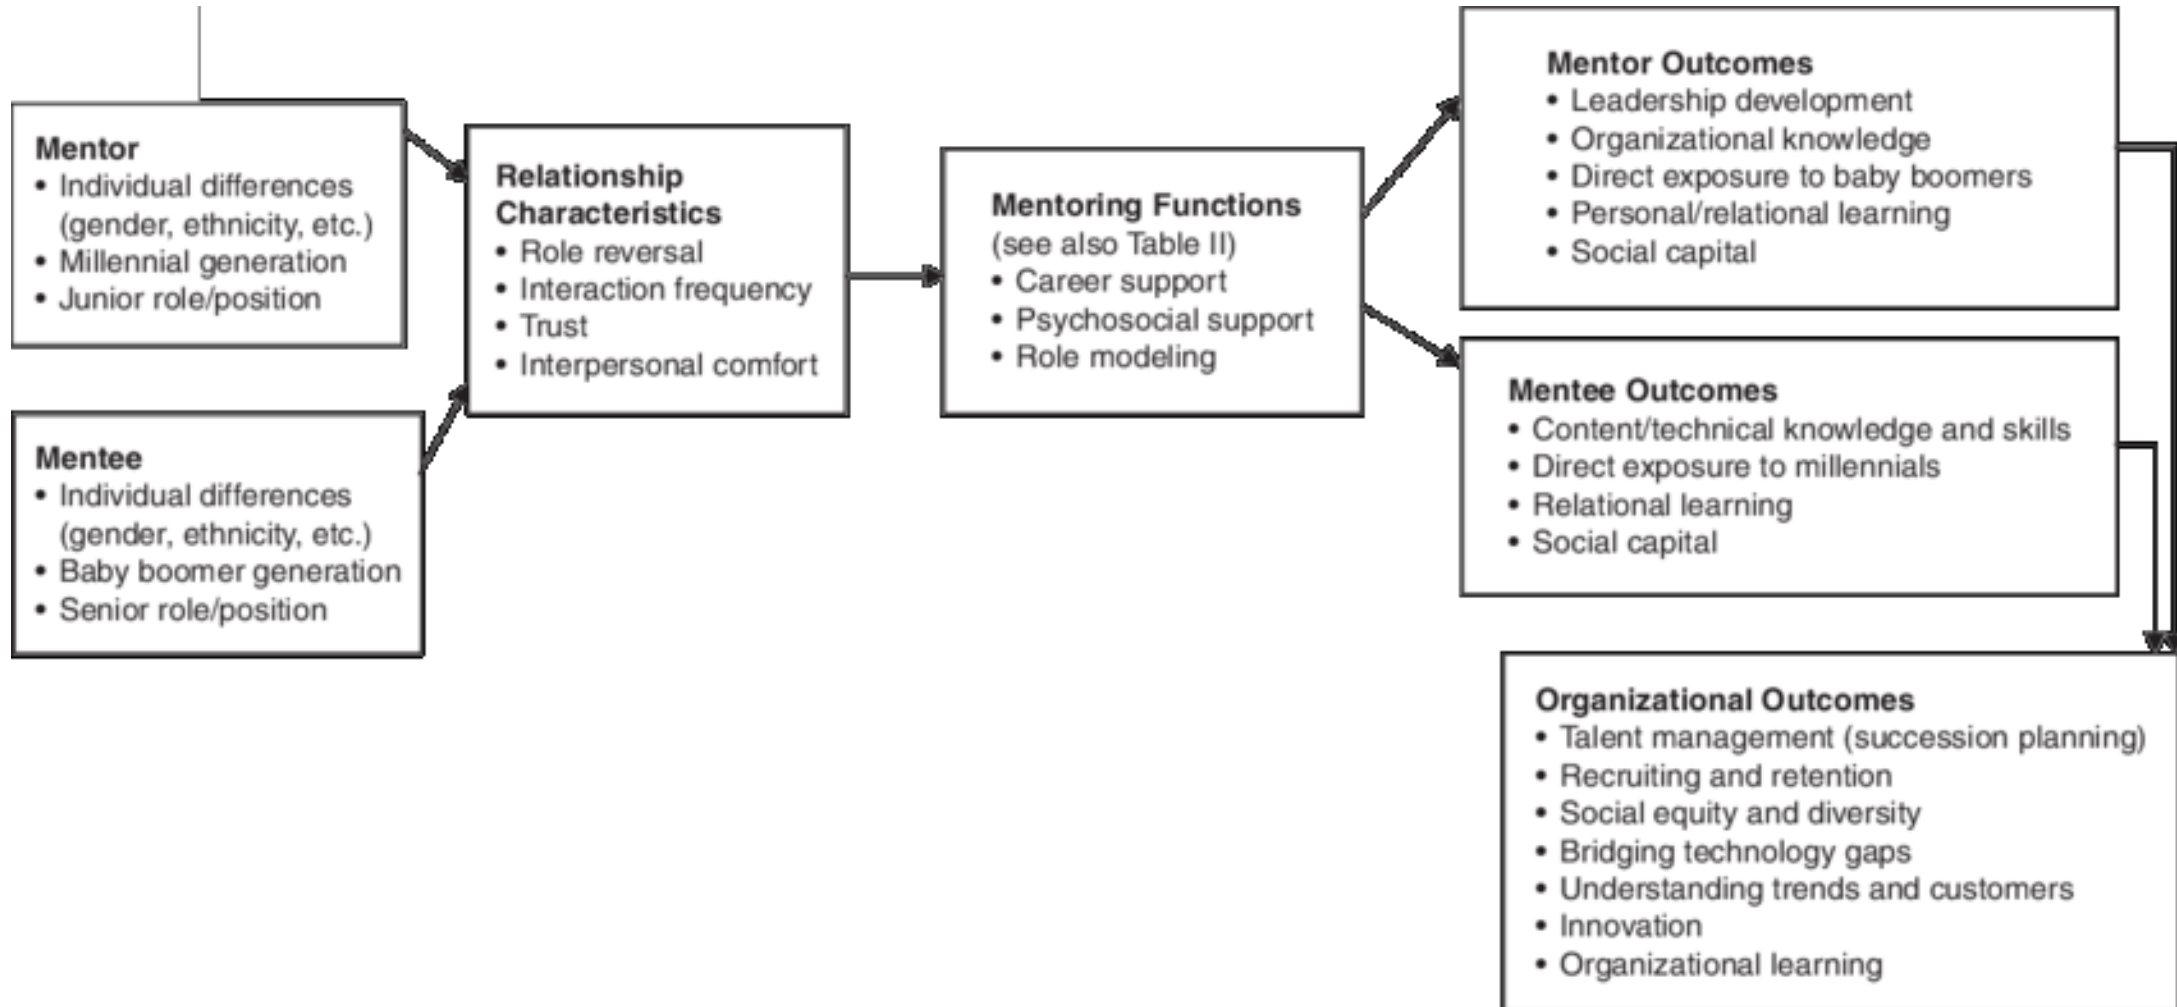 Mentor
• Individual differences
(gender, ethnicity, etc.)
• Millennial generation
• Junior role/position
Mentee
• Individual differences
(gender, ethnicity, etc.)
• Baby boomer generation
• Senior role/position
Relationship
Characteristics
• Role reversal
• Interaction frequency
• Trust
• Interpersonal comfort
Mentoring Functions
(see also Table II)
• Career support
• Psychosocial support
• Role modeling
Mentor Outcomes
• Leadership development
• Organizational knowledge
• Direct exposure to baby boomers
• Personal/relational learning
• Social capital
Mentee Outcomes
• Content/technical knowledge and skills
• Direct exposure to millennials
• Relational learning
• Social capital
Organizational Outcomes
• Talent management (succession planning)
• Recruiting and retention
• Social equity and diversity
• Bridging technology gaps
• Understanding trends and customers
• Innovation
• Organizational learning